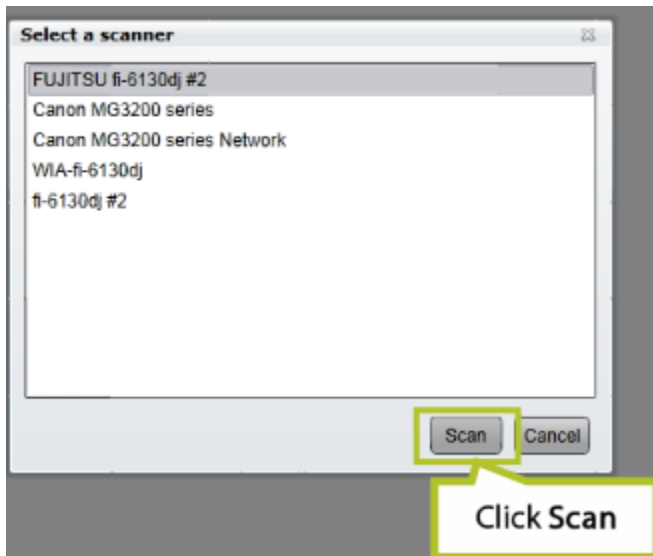 Select a scanner
FUJITSU fi-6130dj #2
Canon MG3200 series
Canon MG3200 series Network
WIA-fi-6130dj
fi-6130dj #2
Scan Cancel
Click Scan